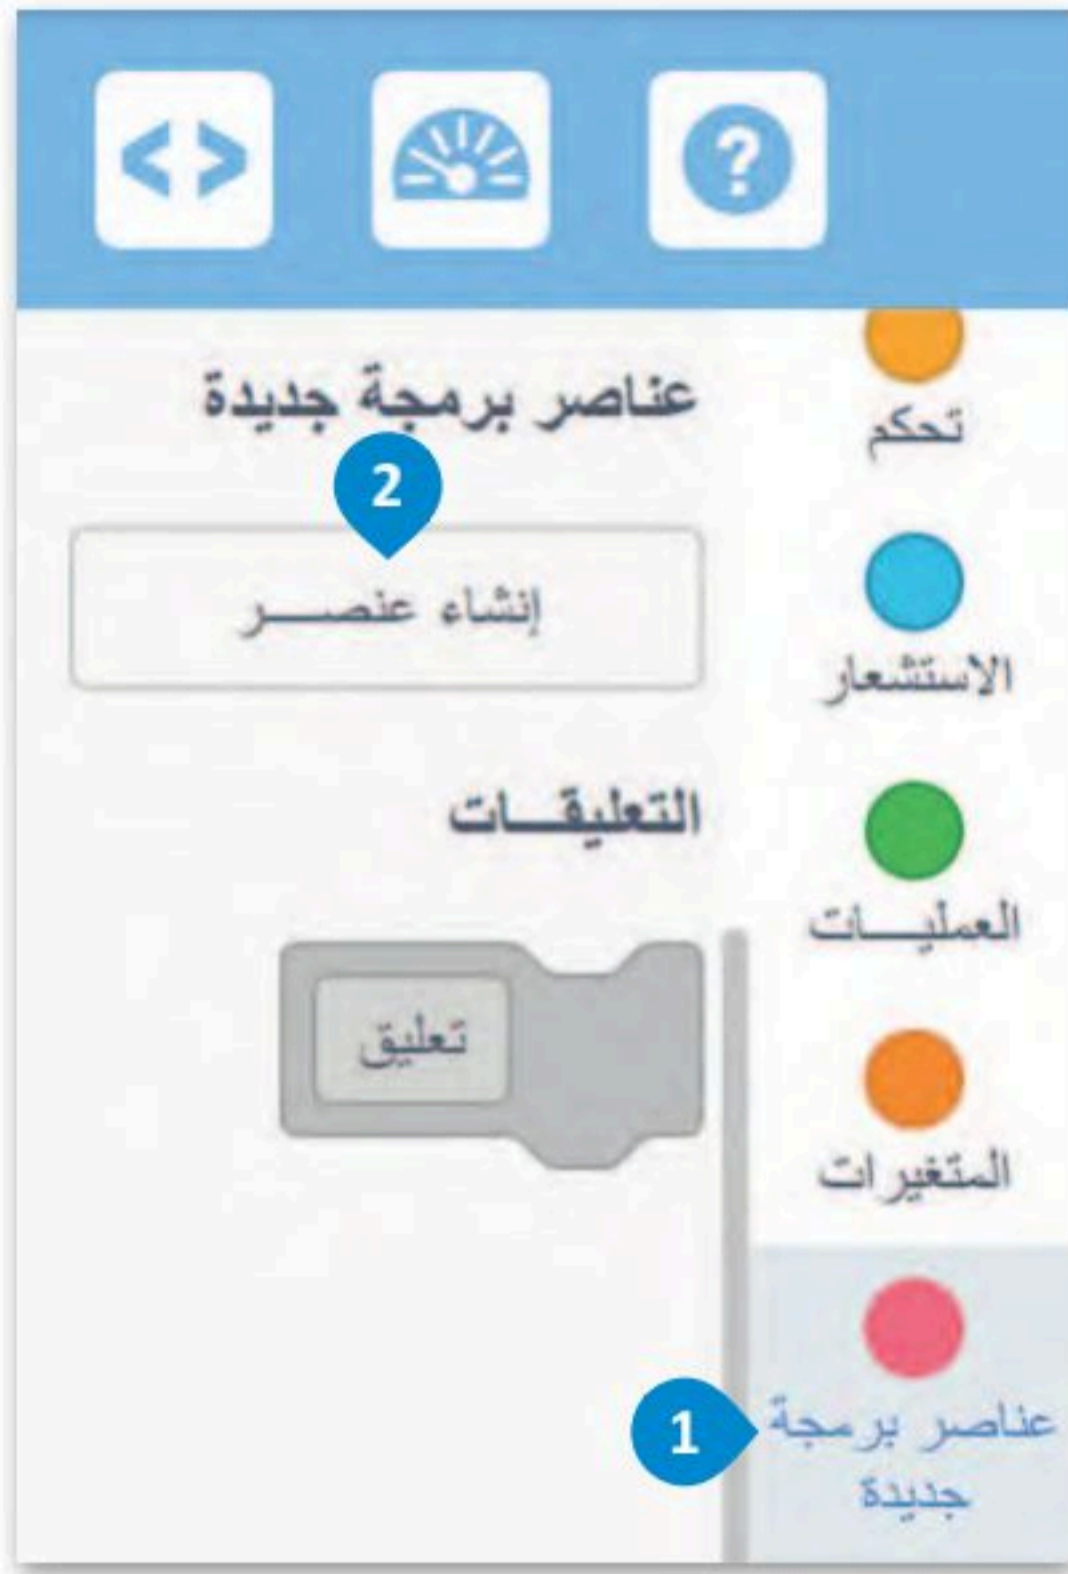 <>
?
عناصر برمجة جديدة
2
إنشاء عنصر
التعليقات
تعليق
تحكم
الاستشعار
العمليات
المتغيرات
1
عناصر برمجة
جديدة